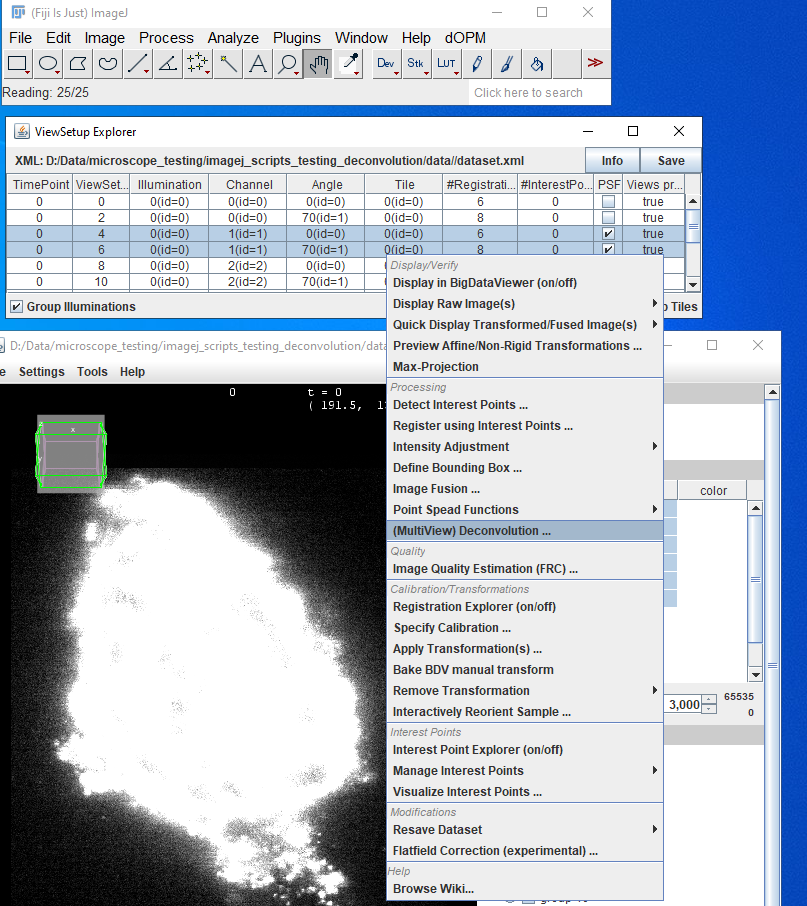 (Fiji Is Just) ImageJ
File Edit Image Process Analyze Plugins Window Help dOPM
Dev Stk LUT
Reading: 25/25 Click here to search
ViewSetup Explorer
XML: D:/Data/microscope_testing/imagej_scripts_testing_deconvolution/data//dataset.xml Info Save
TimePoint ViewSet... Illumination Channel Angle Tile #Registrati... #InterestPo... PSF Views pr...
0 0 0(id=0) 0(id=0) 0(id=0) 0(id=0) 6 0 true
0 2 0(id=0) 0(id=0) 70(id=1) 0(id=0) 8 0 true
0 4 0(id=0) 1(id=1) 0(id=0) 0(id=0) 6 0 true
0 6 0(id=0) 1(id=1) 70(id=1) 0(id=0) 8 0 true
0 8 0(id=0) 2(id=2) 0(id=0)
0 10 0(id=0) 2(id=2) 70(id=1)
Group Illuminations Tiles
D:/Data/microscope_testing/imagej_scripts_testing_deconvolution/data
Settings Tools Help
0 t = 0
( 191.5,
x
Display/Verify
Display in BigDataViewer (on/off)
Display Raw Image(s)
Quick Display Transformed/Fused Image(s)
Preview Affine/Non-Rigid Transformations ...
Max-Projection
Processing
Detect Interest Points ...
Register using Interest Points ...
Intensity Adjustment
Define Bounding Box ...
Image Fusion ...
Point Spead Functions
(MultiView) Deconvolution ...
Quality
Image Quality Estimation (FRC) ...
Calibration/Transformations
Registration Explorer (on/off)
Specify Calibration ...
Apply Transformation(s) ...
Bake BDV manual transform
Remove Transformation
Interactively Reorient Sample ...
Interest Points
Interest Point Explorer (on/off)
Manage Interest Points
Visualize Interest Points ...
Modifications
Resave Dataset
Flatfield Correction (experimental) ...
Help
Browse Wiki...
color
3,000 65535
0